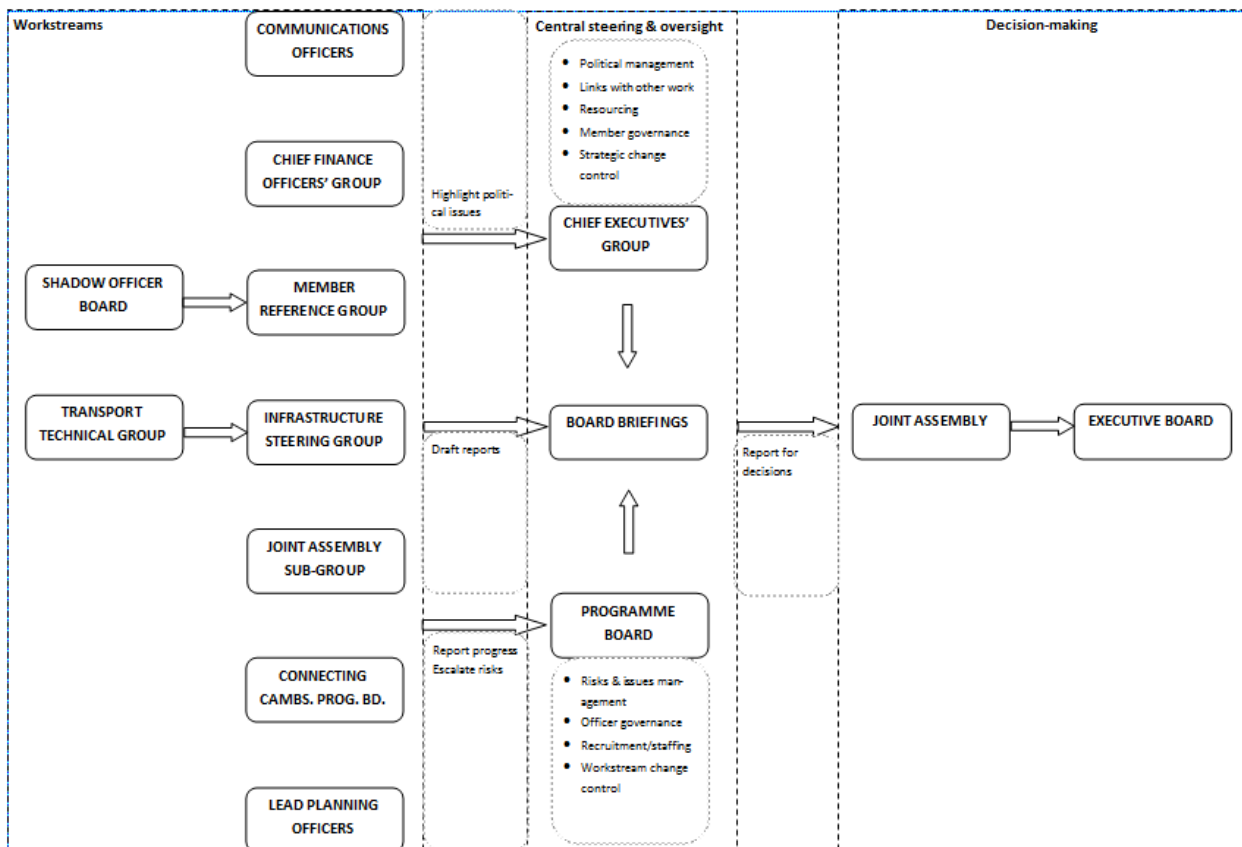 Workstreams
COMMUNICATIONS
OFFICERS
CHIEF FINANCE
OFFICERS’ GROUP
SHADOW OFFICER
BOARD
MEMBER
REFERENCE GROUP
TRANSPORT
TECHNICAL GROUP
INFRASTRUCTURE
STEERING GROUP
JOINT ASSEMBLY
SUB-GROUP
CONNECTING
CAMBS. PROG. BD.
LEAD PLANNING
OFFICERS
Highlight politi-
cal issues
Draft reports
Report progress
Escalate risks
Central steering & oversight
• Political management
• Links with other work
• Resourcing
• Member governance
• Strategic change
control
CHIEF EXECUTIVES’
GROUP
BOARD BRIEFINGS
PROGRAMME
BOARD
• Risks & issues man-
agement
• Officer governance
• Recruitment/staffing
• Workstream change
control
Report for
decisions
Decision-making
JOINT ASSEMBLY
EXECUTIVE BOARD